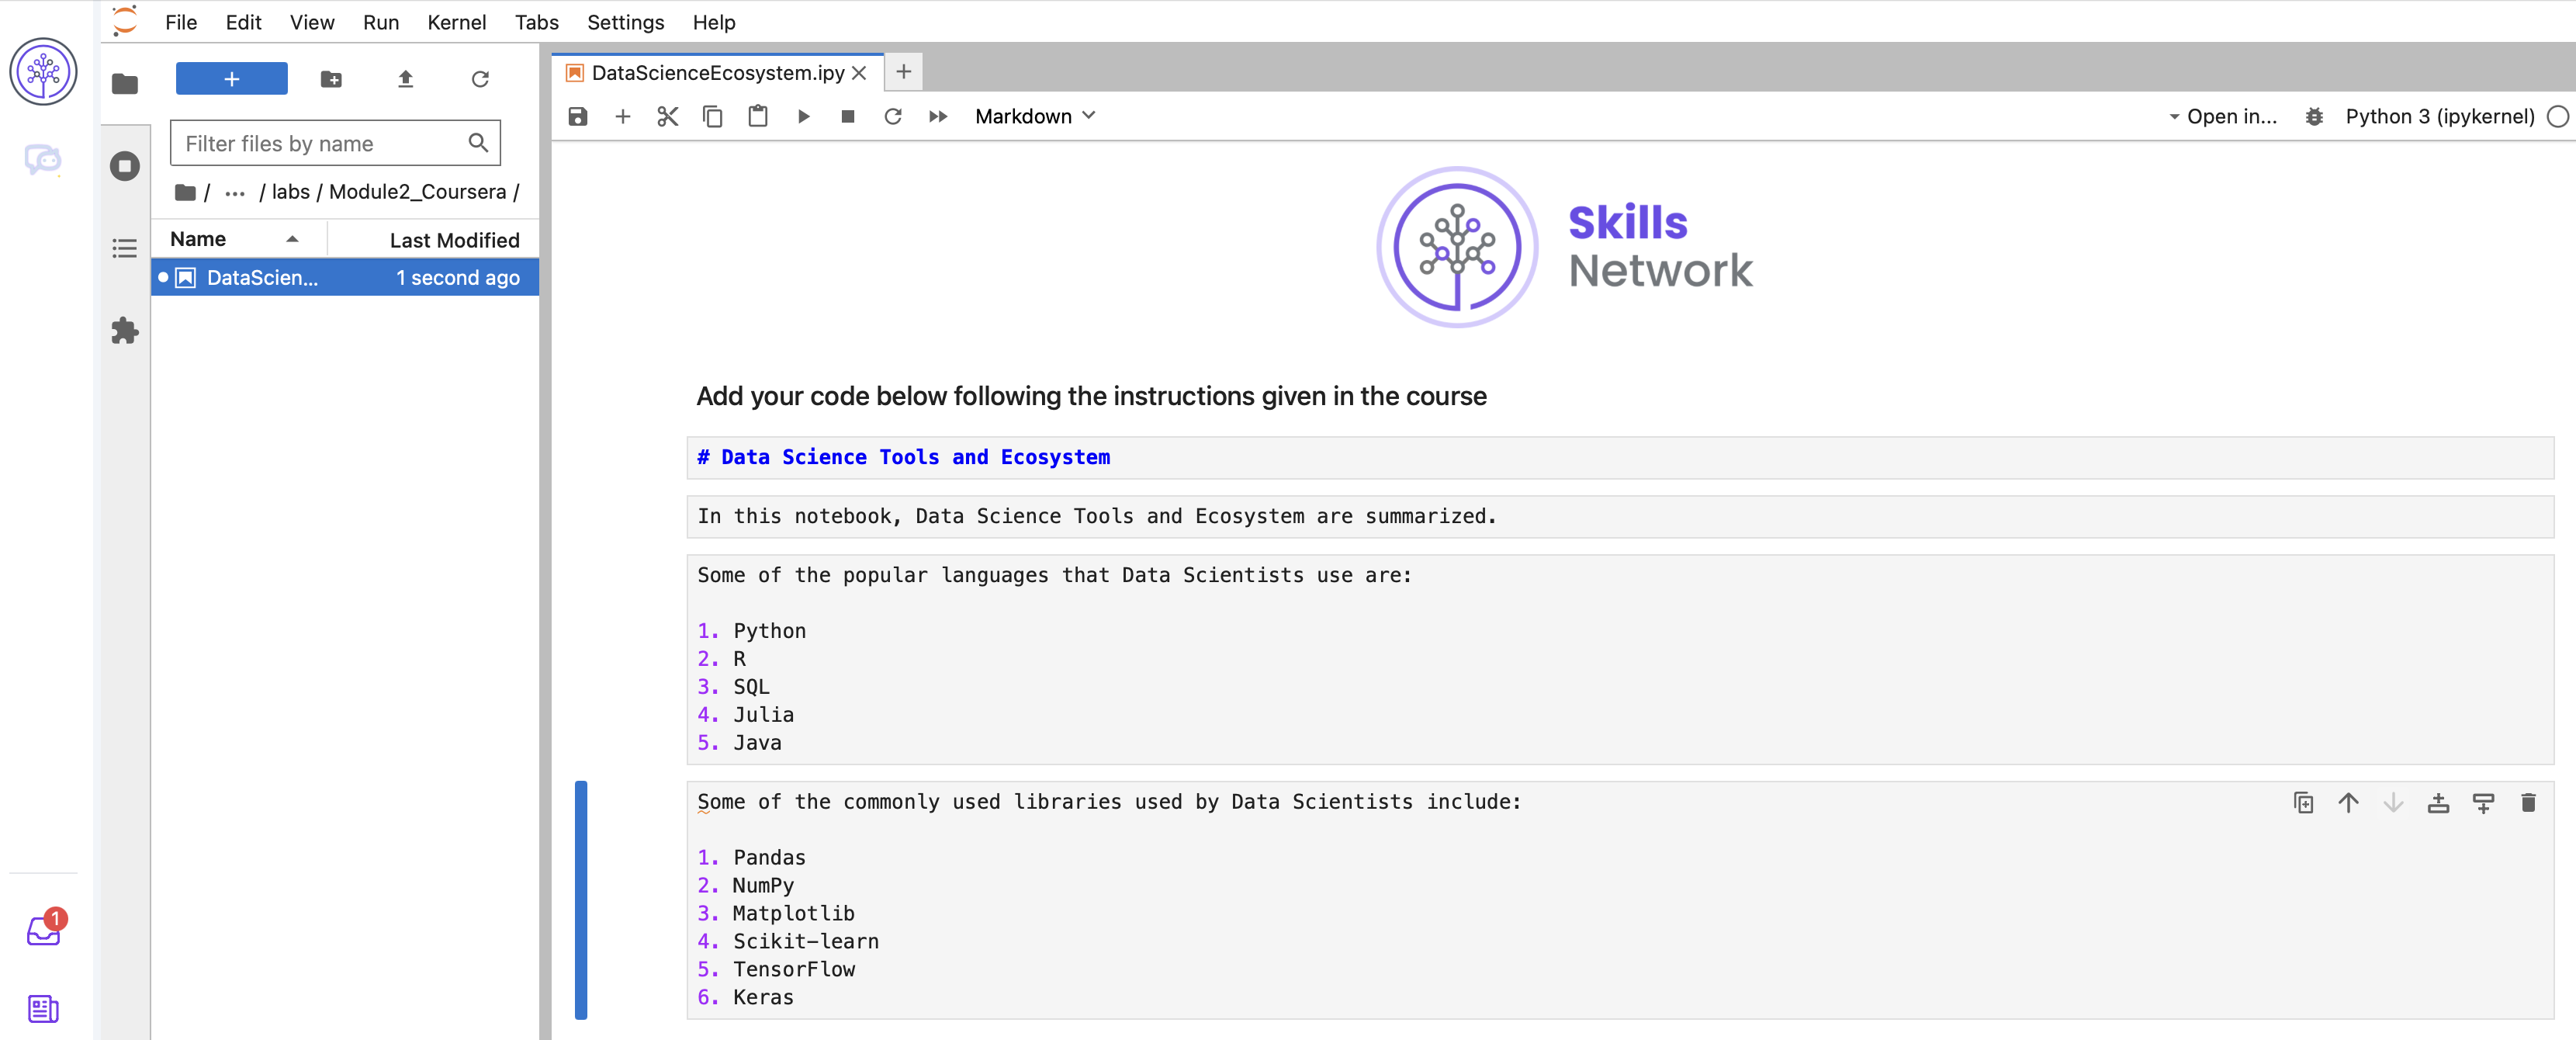 File Edit View Run Kernel Tabs Settings Help
DataScienceEcosystem.ipy
Markdown
Open in...
Python 3 (ipykernel)
Filter files by name
/ ... / labs / Module2_Coursera /
Name Last Modified
DataScien... 1 second ago
Skills
Network
Add your code below following the instructions given in the course
# Data Science Tools and Ecosystem
In this notebook, Data Science Tools and Ecosystem are summarized.
Some of the popular languages that Data Scientists use are:
1. Python
2. R
3. SQL
4. Julia
5. Java
Some of the commonly used libraries used by Data Scientists include:
1. Pandas
2. NumPy
3. Matplotlib
4. Scikit-learn
5. TensorFlow
6. Keras
1